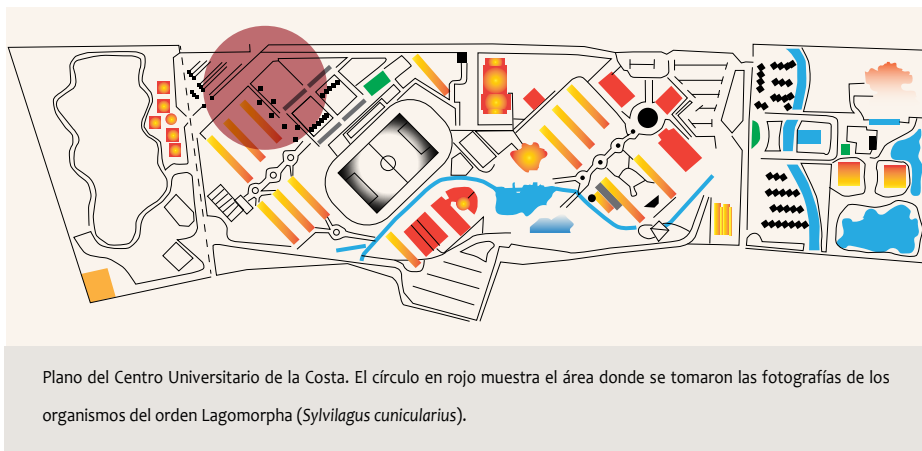 Plano del Centro Universitario de la Costa. El círculo en rojo muestra el área donde se tomaron las fotografías de los
organismos del orden Lagomorpha (Sylvilagus cunicularius).